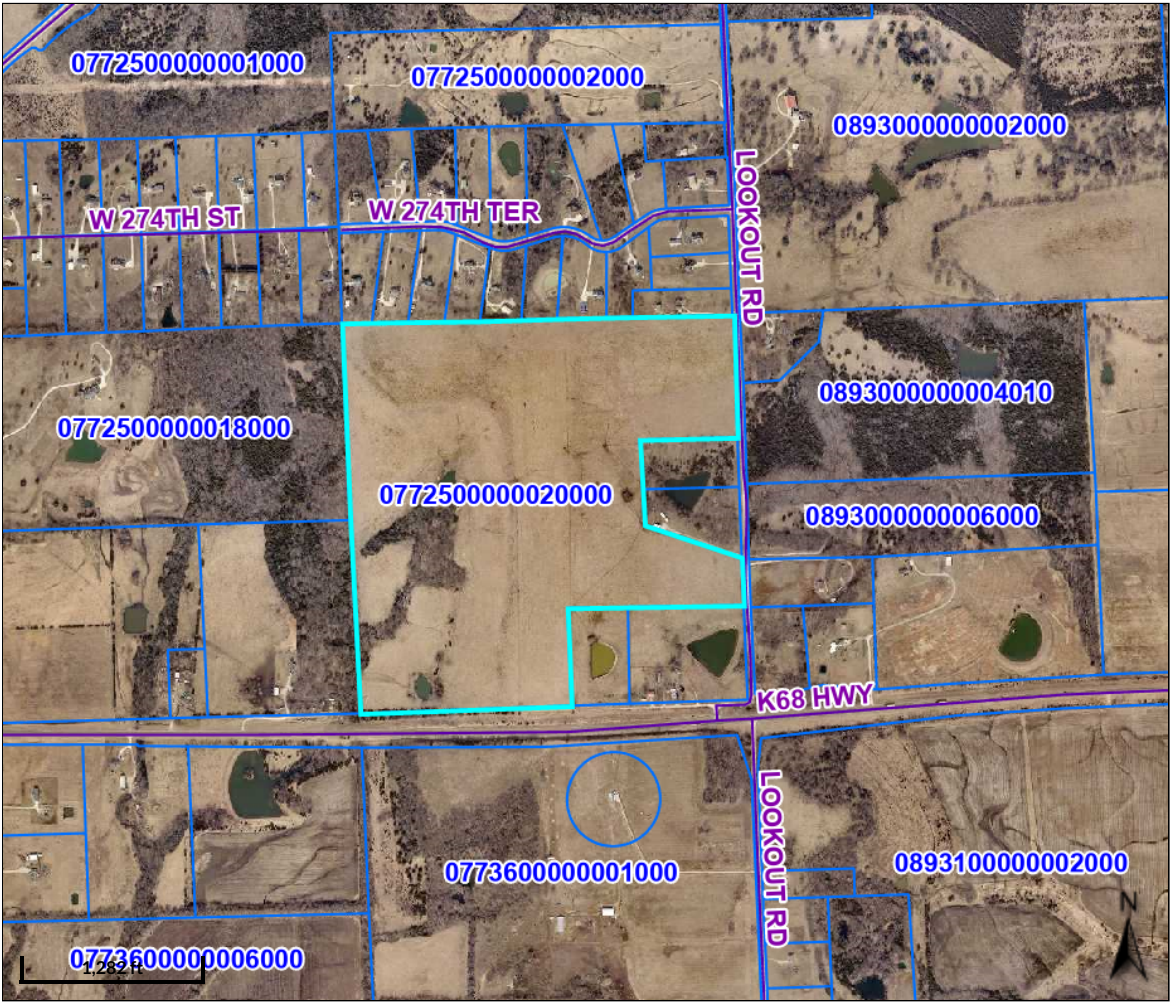 0772500000001000
0772500000002000
0893000000002000
W 274TH ST
W 274TH TER
LOOKOUT RD
0893000000004010
0772500000018000
0772500000020000
0893000000006000
K68 HWY
LOOKOUT RD
0773600000001000
0893100000002000
N
0773600000006000
1,282 ft